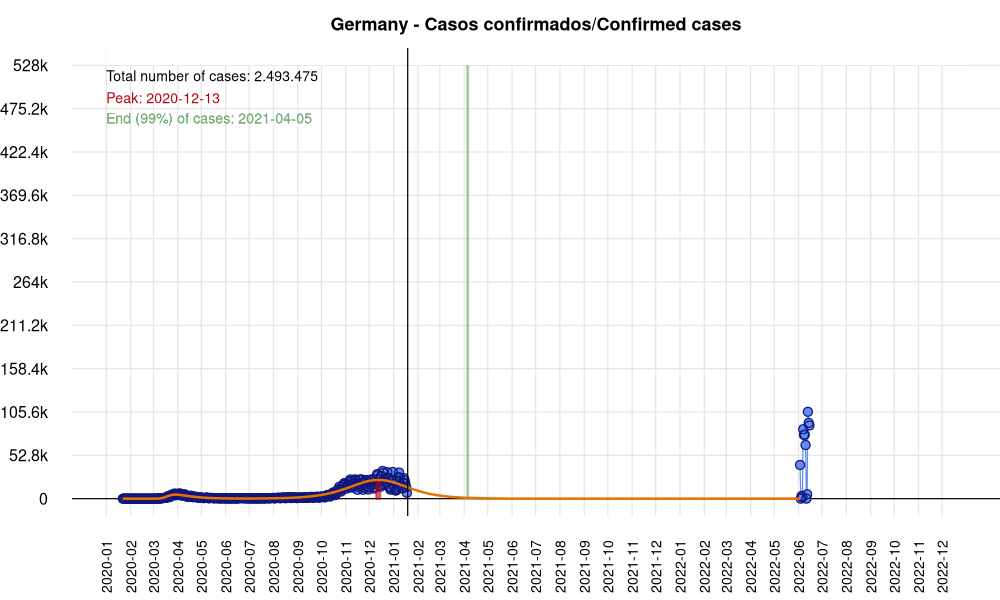 Germany - Casos confirmados/Confirmed cases
Total number of cases: 2.493.475
Peak: 2020-12-13
End (99%) of cases: 2021-04-05
528k
475.2k
422.4k
369.6k
316.8k
264k
211.2k
158.4k
105.6k
52.8k
0
2020-01
2020-02
2020-03
2020-04
2020-05
2020-06
2020-07
2020-08
2020-09
2020-10
2020-11
2020-12
2021-01
2021-02
2021-03
2021-04
2021-05
2021-06
2021-07
2021-08
2021-09
2021-10
2021-11
2021-12
2022-01
2022-02
2022-03
2022-04
2022-05
2022-06
2022-07
2022-08
2022-09
2022-10
2022-11
2022-12